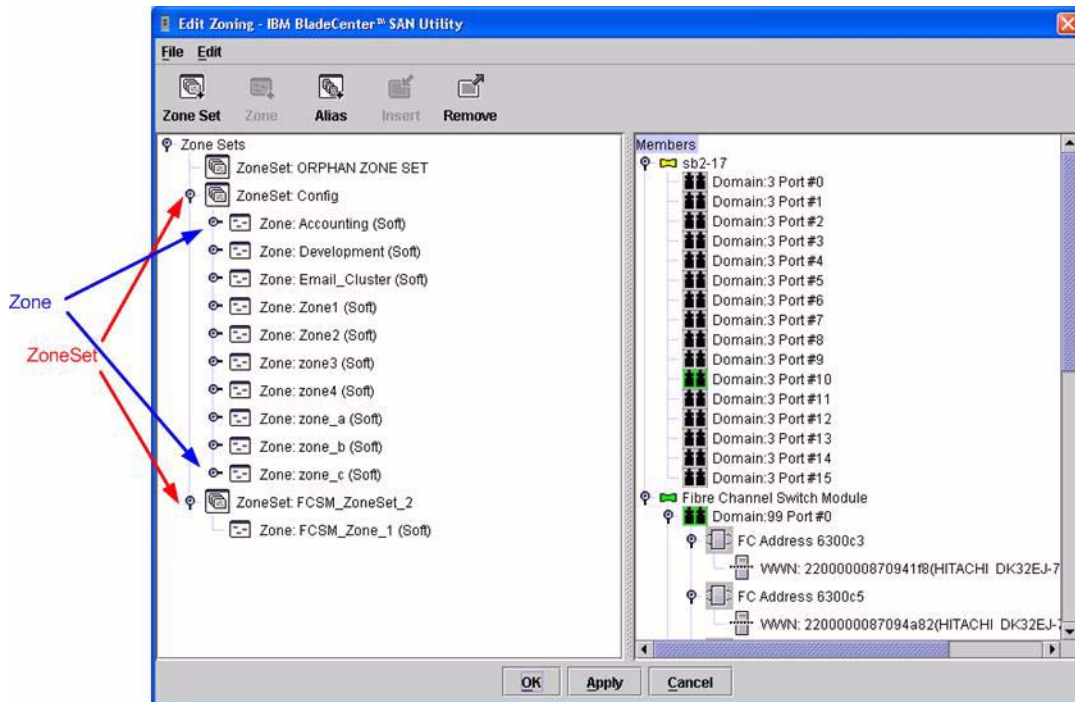 Edit Zoning - IBM BladeCenter™ SAN Utility
File Edit
Zone Set Zone Alias Insert Remove
Zone Sets
ZoneSet: ORPHAN ZONE SET
ZoneSet: Config
Zone: Accounting (Soft)
Zone: Development (Soft)
Zone: Email_Cluster (Soft)
Zone: Zone1 (Soft)
Zone: Zone2 (Soft)
Zone: zone3 (Soft)
Zone: zone4 (Soft)
Zone: zone_a (Soft)
Zone: zone_b (Soft)
Zone: zone_c (Soft)
ZoneSet: FCSM_ZoneSet_2
Zone: FCSM_Zone_1 (Soft)
Zone
ZoneSet
Members
sb2-17
Domain:3 Port#0
Domain:3 Port#1
Domain:3 Port#2
Domain:3 Port#3
Domain:3 Port#4
Domain:3 Port#5
Domain:3 Port#6
Domain:3 Port#7
Domain:3 Port#8
Domain:3 Port#9
Domain:3 Port#10
Domain:3 Port#11
Domain:3 Port#12
Domain:3 Port#13
Domain:3 Port#14
Domain:3 Port#15
Fibre Channel Switch Module
Domain:99 Port#0
FC Address 6300c3
WWN: 22000000870941f8(HITACHI DK32EJ-7
FC Address 6300c5
WWN: 2200000087094a82(HITACHI DK32EJ-
OK Apply Cancel